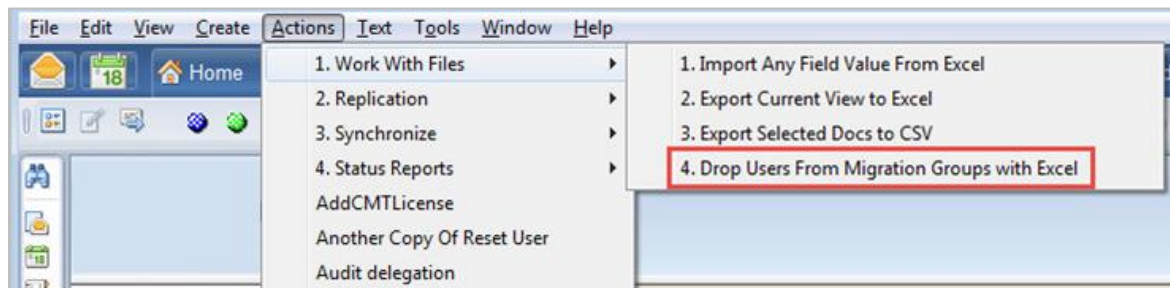 File Edit View Create Actions Text Tools Window Help
18 Home
1. Work With Files
2. Replication
3. Synchronize
4. Status Reports
AddCMTLicense
Another Copy Of Reset User
Audit delegation
1. Import Any Field Value From Excel
2. Export Current View to Excel
3. Export Selected Docs to CSV
4. Drop Users From Migration Groups with Excel